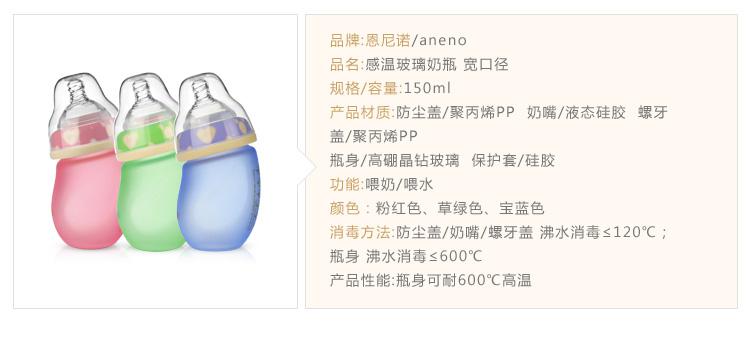 品牌:恩尼诺/aneno
品名:感温玻璃奶瓶 宽口径
规格/容量:150ml
产品材质:防尘盖/聚丙烯PP 奶嘴/液态硅胶 螺牙
盖/聚丙烯PP
瓶身/高硼晶钻玻璃 保护套/硅胶
功能:喂奶/喂水
颜色：粉红色、草绿色、宝蓝色
消毒方法:防尘盖/奶嘴/螺牙盖 沸水消毒≤120℃；
瓶身 沸水消毒≤600℃
产品性能:瓶身可耐600℃高温